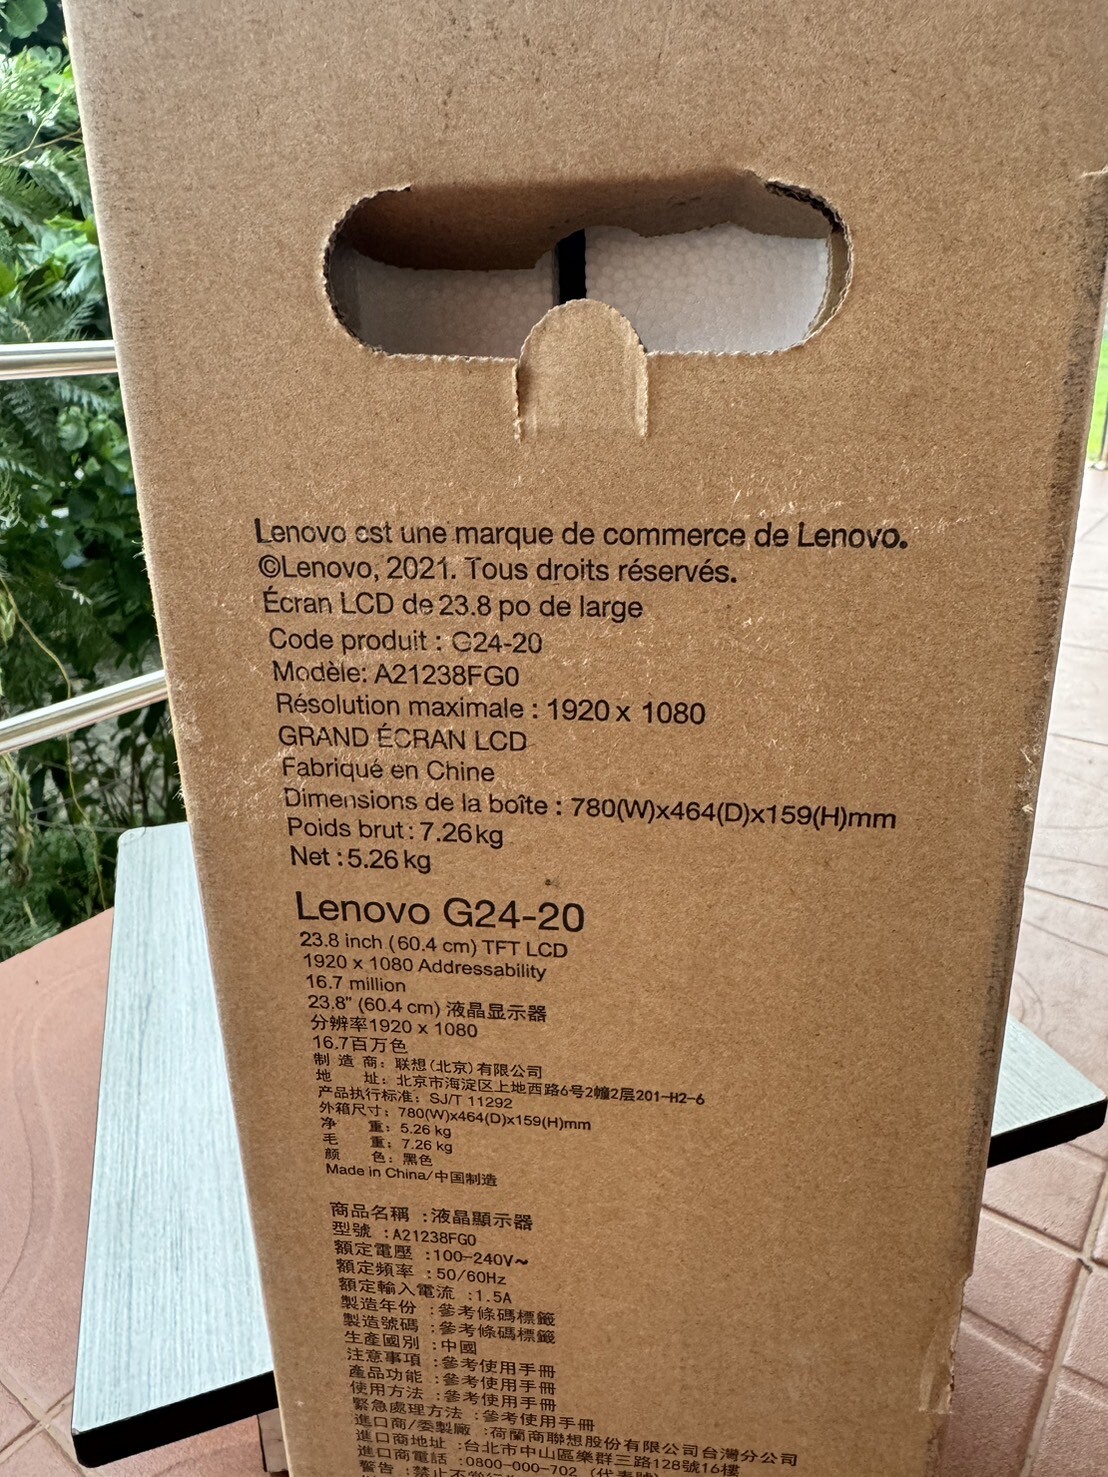 Lenovo est une marque de commerce de Lenovo.
©Lenovo, 2021. Tous droits réservés.
Écran LCD de 23.8 po de large
Code produit : G24-20
Modèle: A21238FG0
Résolution maximale : 1920 x 1080
GRAND ÉCRAN LCD
Fabriqué en Chine
Dimensions de la boîte : 780(W)x464(D)x159(H)mm
Poids brut : 7.26 kg
Net : 5.26 kg
Lenovo G24-20
23.8 inch (60.4 cm) TFT LCD
1920 x 1080 Addressability
16.7 million
23.8" (60.4 cm) 液晶显示器
分辨率1920 x 1080
16.7百万色
制 造 商: 联想(北京)有限公司
地 址: 北京市海淀区上地西路6号2幢2层201-H2-6
产品执行标准: SJ/T 11292
外箱尺寸: 780(W)x464(D)x159(H)mm
净 重: 5.26 kg
毛 重: 7.26 kg
颜 色: 黑色
Made in China/中国制造
商品名稱 :液晶顯示器
型號 :A21238FG0
額定電壓 :100-240V~
額定頻率 : 50/60Hz
額定輸入電流 :1.5A
製造年份 :參考條碼標籤
製造號碼 :參考條碼標籤
生產國別 :中國
注意事項 :參考使用手冊
產品功能 :參考使用手冊
使用方法 :參考使用手冊
緊急處理方法 :參考使用手冊
進口商/委製廠 :荷蘭商聯想股份有限公司台灣分公司
進口商地址 :台北市中山區樂群三路128號16樓
進口商電話 :0800-000-702 (代表號)
警告 :禁止不當